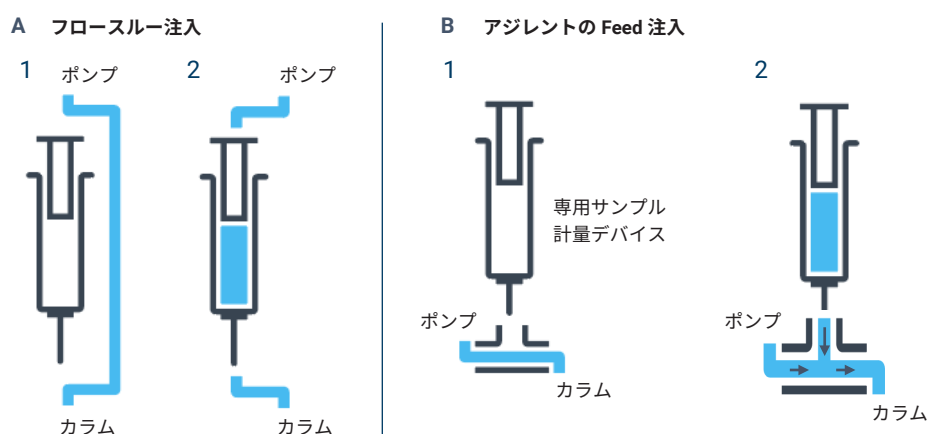 A フロースルー注入
1 ポンプ 2 ポンプ
カラム カラム
B アジレントの Feed 注入
1 2
専用サンプル
計量デバイス
ポンプ ポンプ
カラム カラム